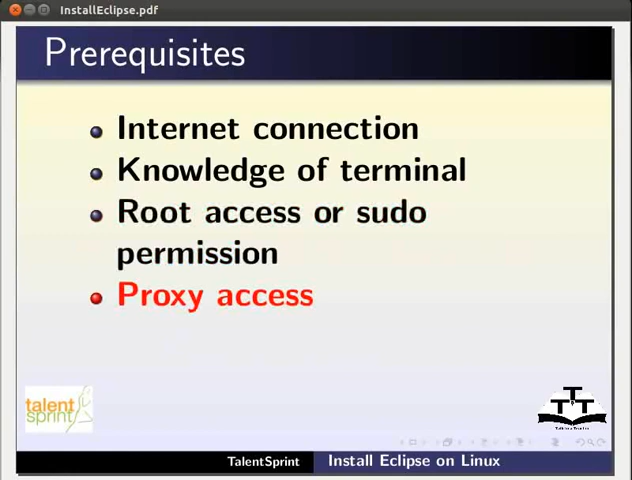 InstallEclipse.pdf
Prerequisites
Internet connection
Knowledge of terminal
Root access or sudo
permission
Proxy access
talent
sprint
TalentSprint
Install Eclipse on Linux